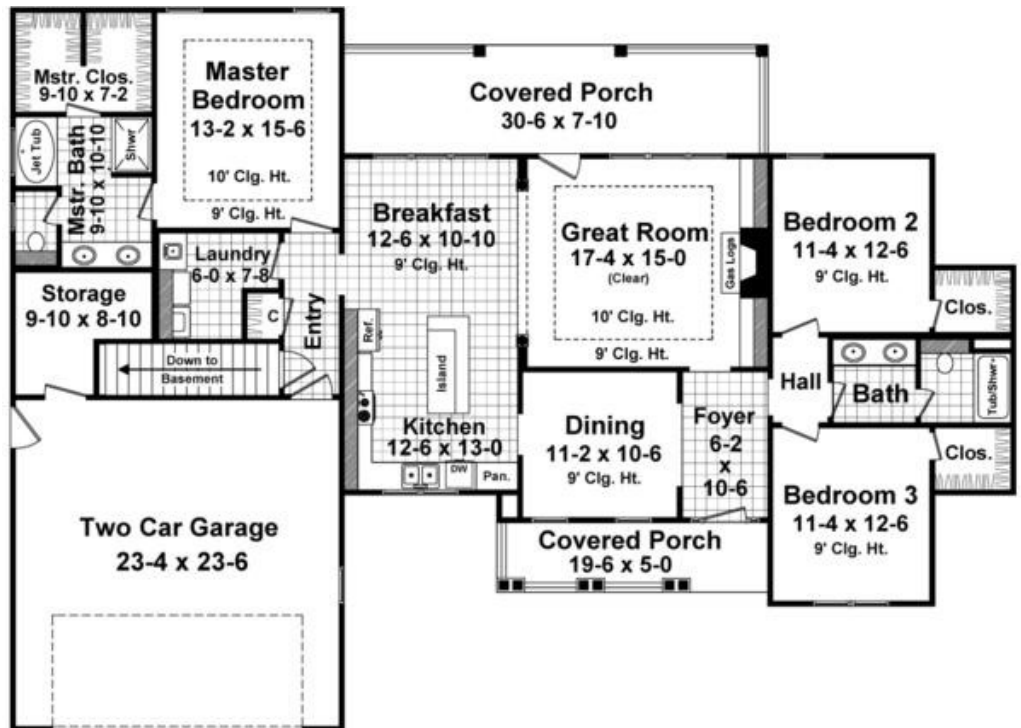 Mstr. Clos.
9-10 x 7-2
Master
Bedroom
13-2 x 15-6
10' Clg. Ht.
9' Clg. Ht.
Jet Tub
Mstr. Bath
9-10 x 10-10
Shwr
Covered Porch
30-6 x 7-10
Breakfast
12-6 x 10-10
9' Clg. Ht.
Great Room
17-4 x 15-0
(Clear)
10' Clg. Ht.
9' Clg. Ht.
Gas Logs
Bedroom 2
11-4 x 12-6
9' Clg. Ht.
Clos.
Laundry
6-0 x 7-8
C
Entry
Storage
9-10 x 8-10
Down to
Basement
Ref.
Island
Kitchen
12-6 x 13-0
DW
Pan.
Dining
11-2 x 10-6
9' Clg. Ht.
Foyer
6-2
x
10-6
Hall
Bath
Tub/Shwr
Clos.
Bedroom 3
11-4 x 12-6
9' Clg. Ht.
Two Car Garage
23-4 x 23-6
Covered Porch
19-6 x 5-0